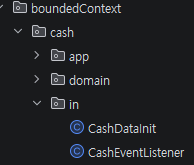 boundedContext
cash
app
domain
in
CashDataInit
CashEventListener